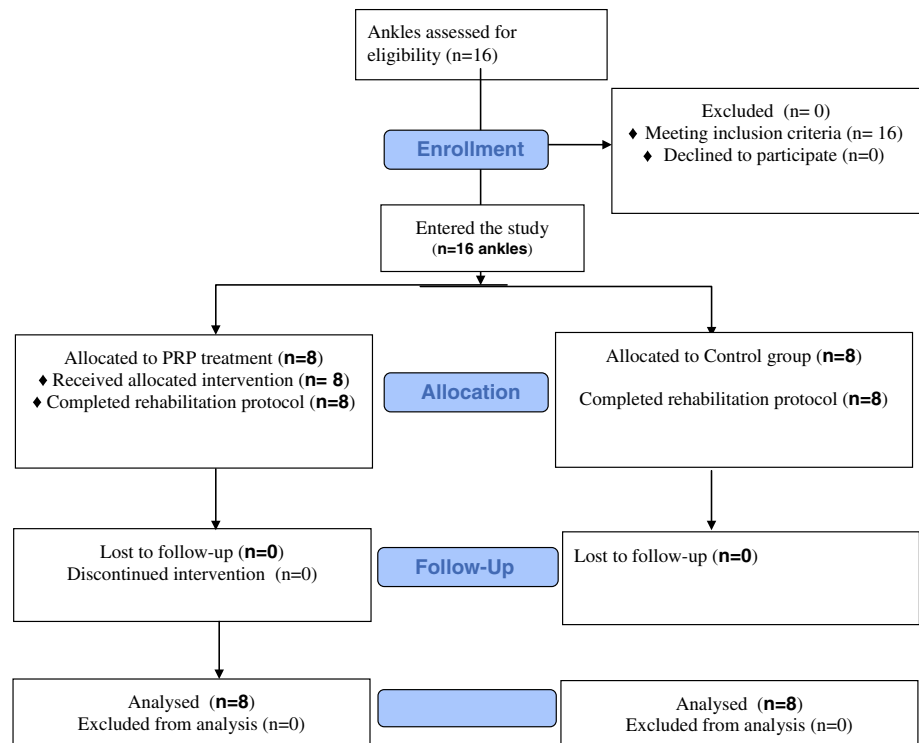 Ankles assessed for
eligibility (n=16)
Excluded (n= 0)
♦ Meeting inclusion criteria (n= 16)
♦ Declined to participate (n=0)
Enrollment
Entered the study
(n=16 ankles)
Allocated to PRP treatment (n=8)
♦ Received allocated intervention (n= 8)
♦ Completed rehabilitation protocol (n=8)
Allocation
Allocated to Control group (n=8)
Completed rehabilitation protocol (n=8)
Lost to follow-up (n=0)
Discontinued intervention (n=0)
Follow-Up
Lost to follow-up (n=0)
Analysed (n=8)
Excluded from analysis (n=0)
Analysed (n=8)
Excluded from analysis (n=0)